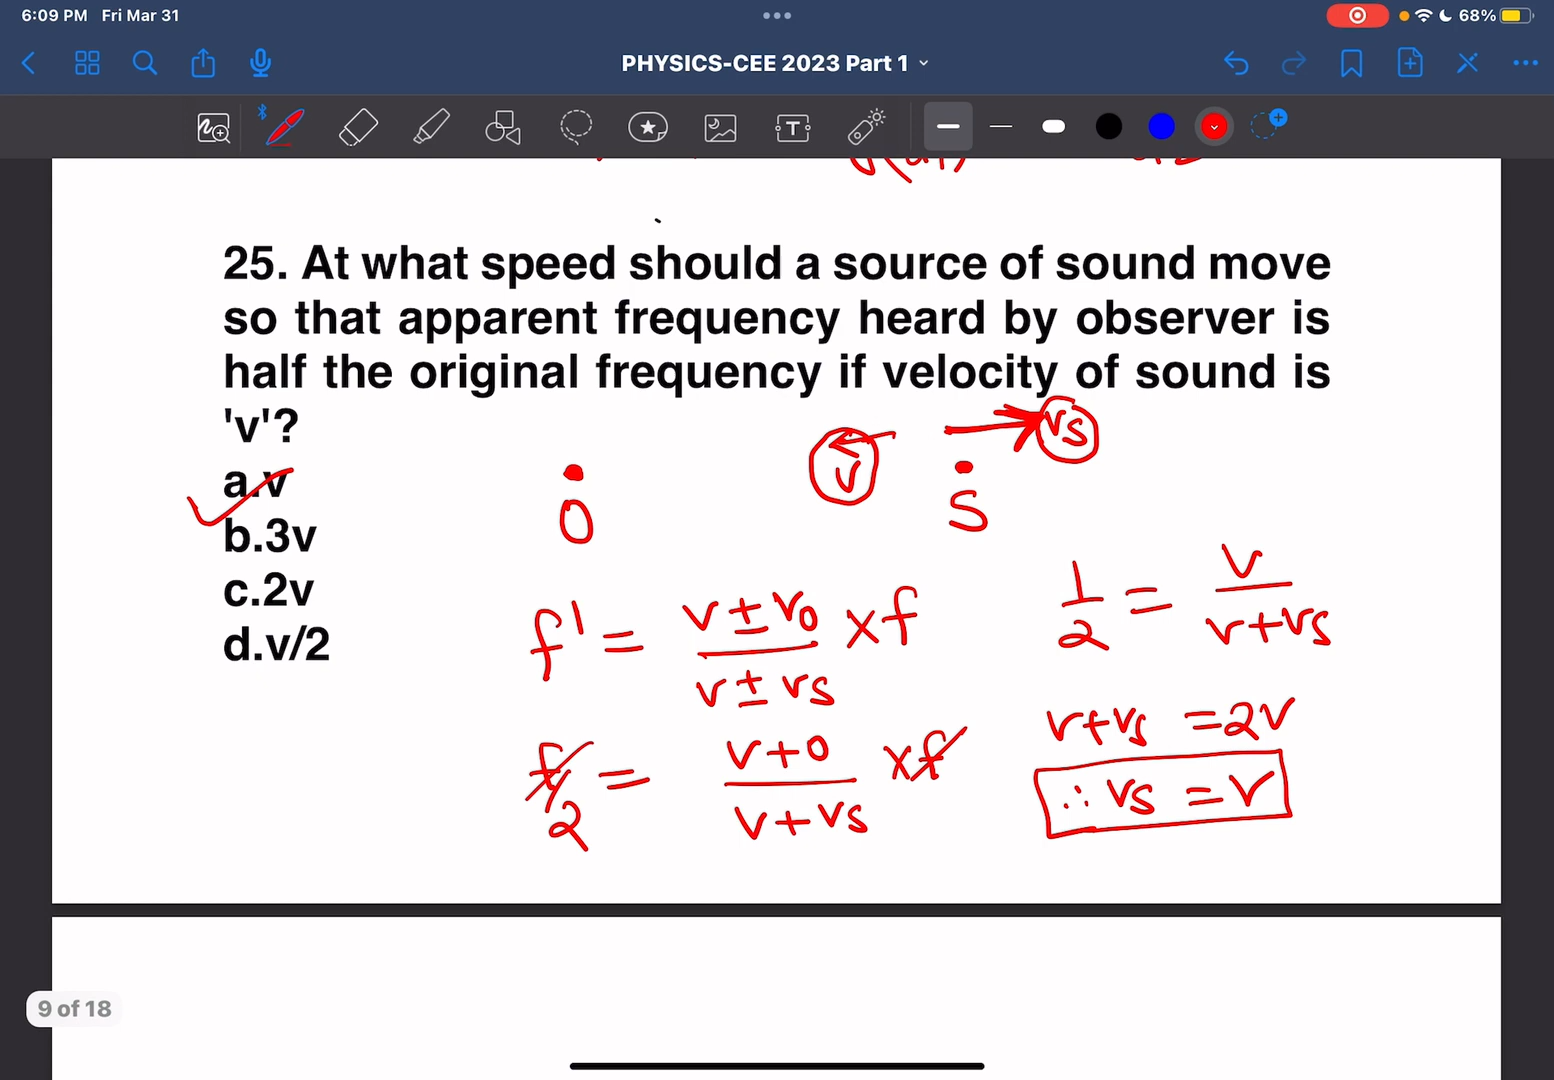 6:09 PM Fri Mar 31
68%
PHYSICS-CEE 2023 Part 1
T
25. At what speed should a source of sound move
so that apparent frequency heard by observer is
half the original frequency if velocity of sound is
'v'?
a.v
b.3v
c.2v
d.v/2
v
vs
O
S
f' = v ± vo / v ± vs × f
f/2 = v + 0 / v + vs × f
1/2 = v / v + vs
v + vs = 2v
∴ vs = v
9 of 18